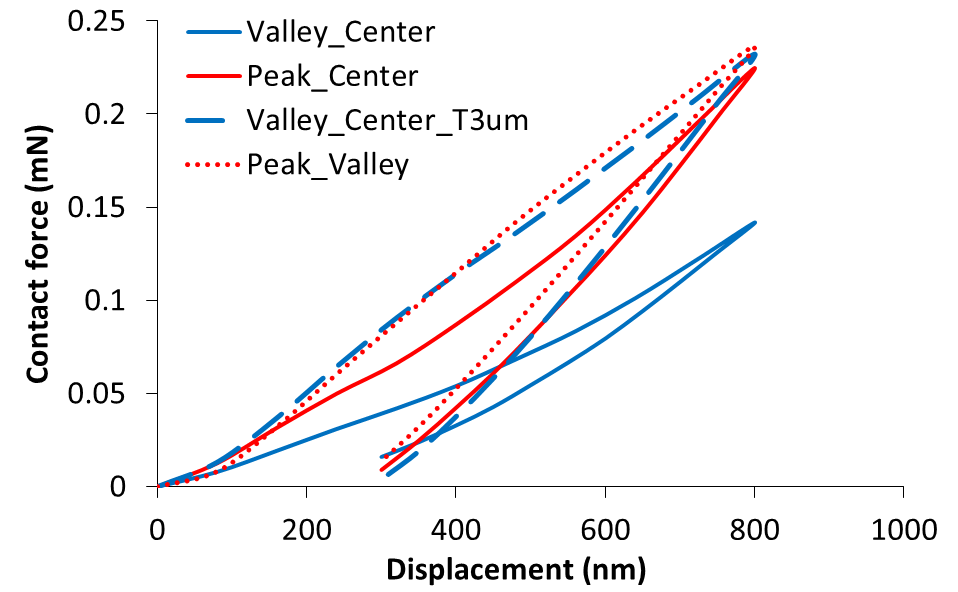 Valley_Center
Peak_Center
Valley_Center_T3um
Peak_Valley
Contact force (mN)
0.25
0.2
0.15
0.1
0.05
0
0 200 400 600 800 1000
Displacement (nm)